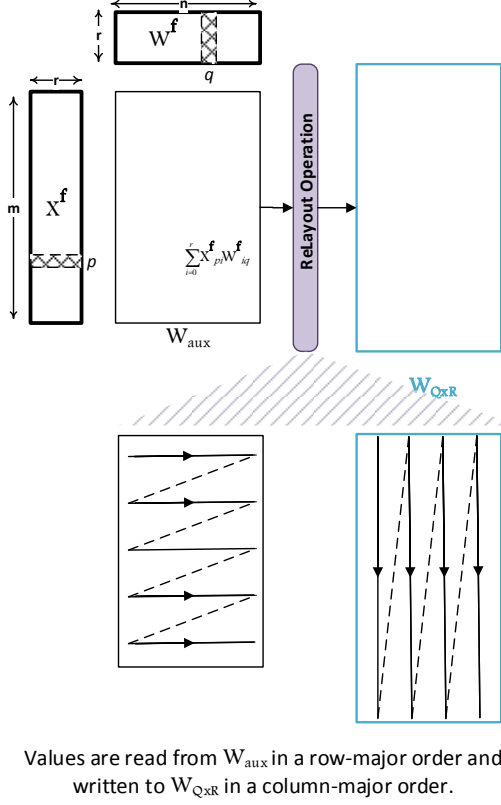 n
r
W^f
q
r
m
X^f
p
ReLayout Operation
\sum_{i=0}^{r} X^f_{pi} W^f_{iq}
W_aux
W_QxR
Values are read from W_aux in a row-major order and
written to W_QxR in a column-major order.